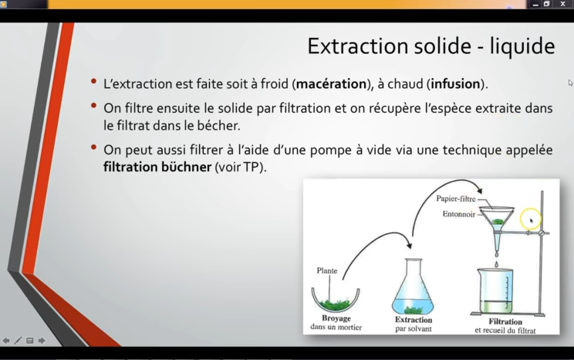 Extraction solide - liquide
• L'extraction est faite soit à froid (macération), à chaud (infusion).
• On filtre ensuite le solide par filtration et on récupère l'espèce extraite dans
le filtrat dans le bécher.
• On peut aussi filtrer à l'aide d'une pompe à vide via une technique appelée
filtration büchner (voir TP).
Papier-filtre
Entonnoir
Plante
Broyage
dans un mortier
Extraction
par solvant
Filtration
et recueil du filtrat